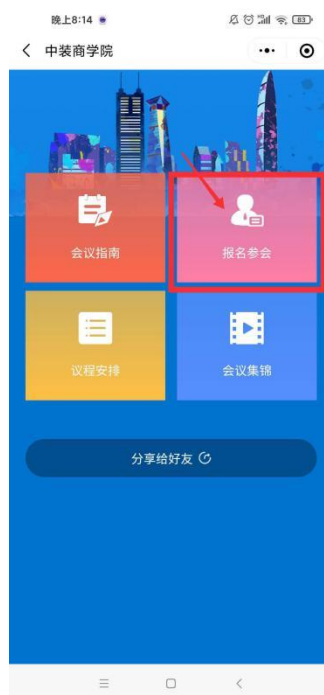 晚上8:14
83
中装商学院
会议指南
报名参会
议程安排
会议集锦
分享给好友